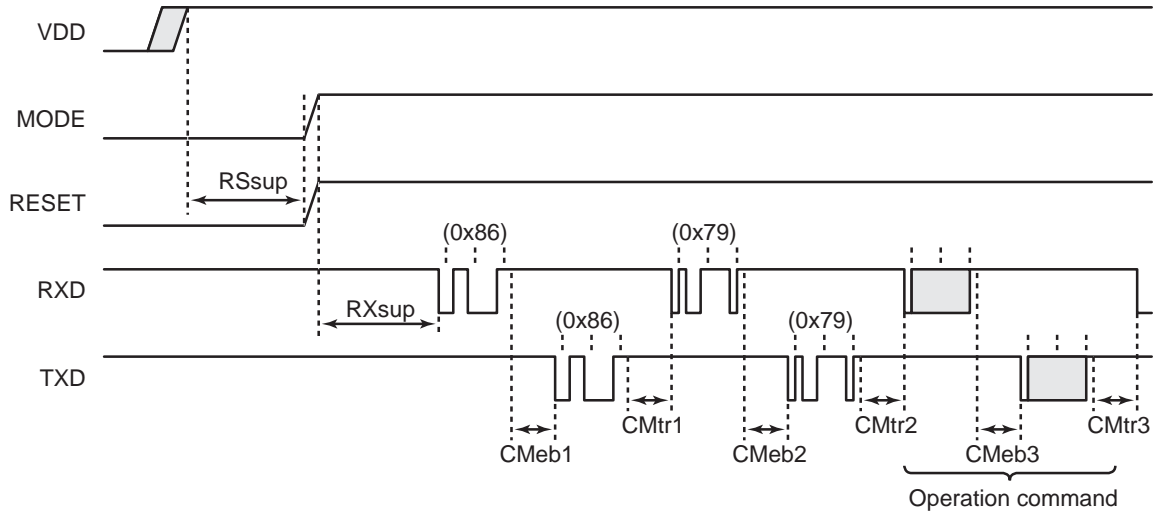 VDD
MODE
RSsup
RESET
(0x86)
(0x79)
RXD
RXsup
(0x86)
(0x79)
TXD
CMtr1
CMtr2
CMtr3
CMeb1
CMeb2
CMeb3
Operation command